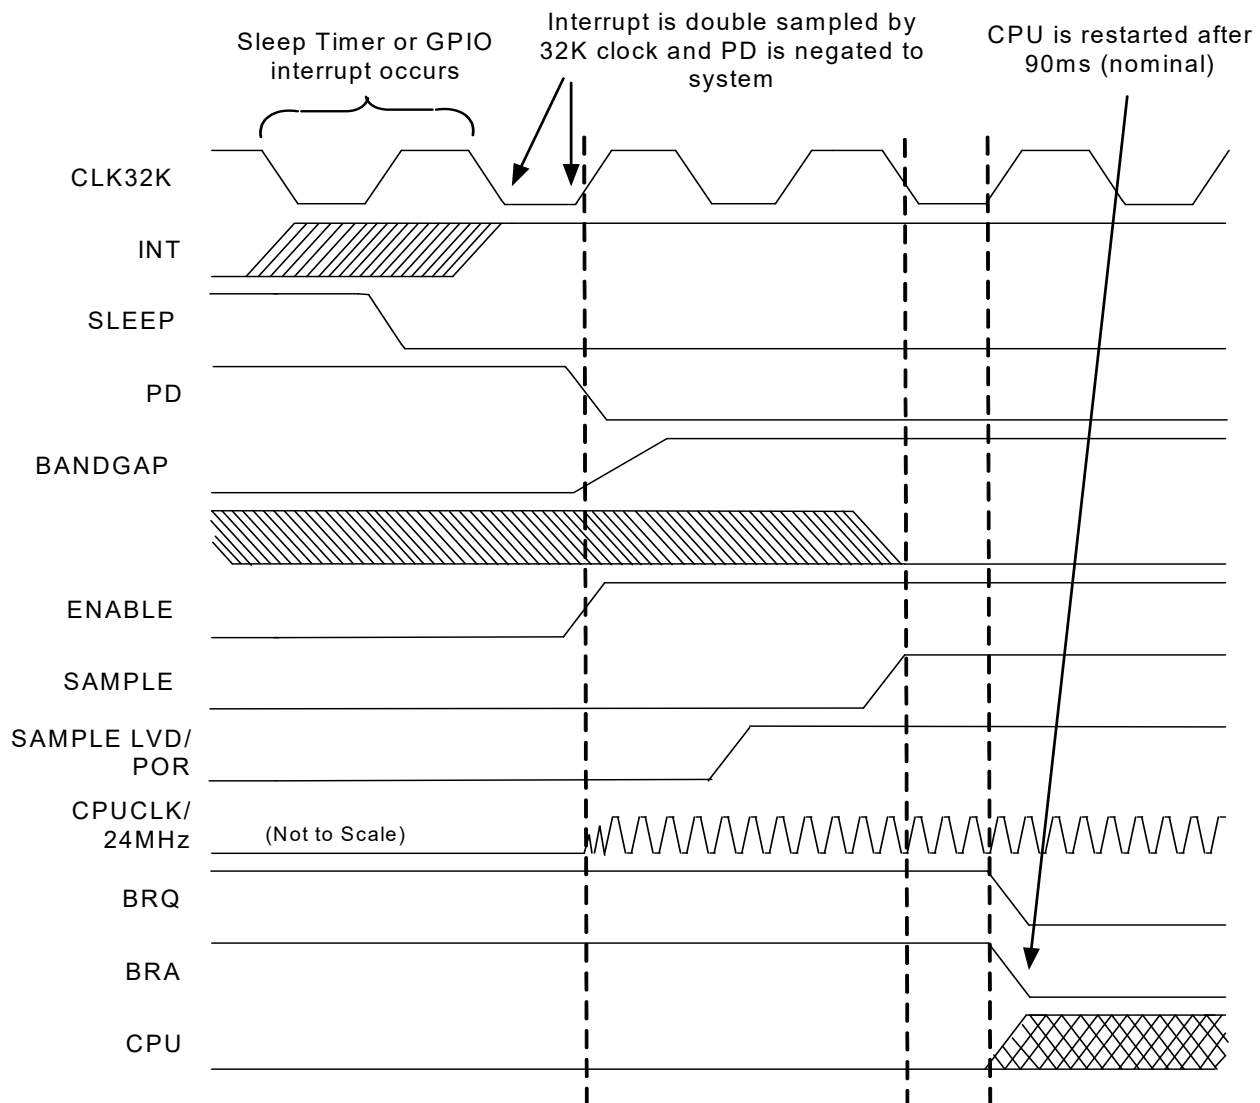 Sleep Timer or GPIO
interrupt occurs
Interrupt is double sampled by
32K clock and PD is negated to
system
CPU is restarted after
90ms (nominal)
CLK32K
INT
SLEEP
PD
BANDGAP
ENABLE
SAMPLE
SAMPLE LVD/
POR
CPUCLK/
24MHz
(Not to Scale)
BRQ
BRA
CPU